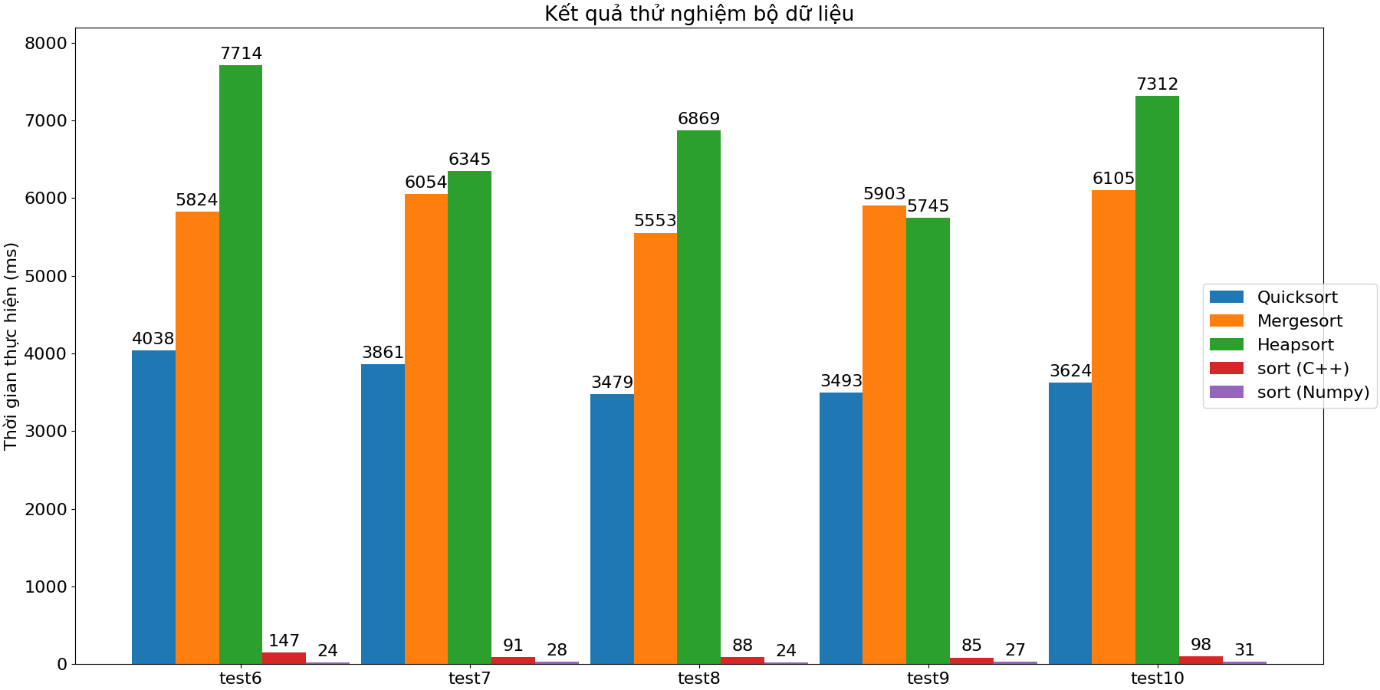 Kết quả thử nghiệm bộ dữ liệu
Thời gian thực hiện (ms)
8000
7000
6000
5000
4000
3000
2000
1000
0
4038
5824
7714
147
24
3861
6054
6345
91
28
3479
5553
6869
88
24
3493
5903
5745
85
27
3624
6105
7312
98
31
test6
test7
test8
test9
test10
Quicksort
Mergesort
Heapsort
sort (C++)
sort (Numpy)